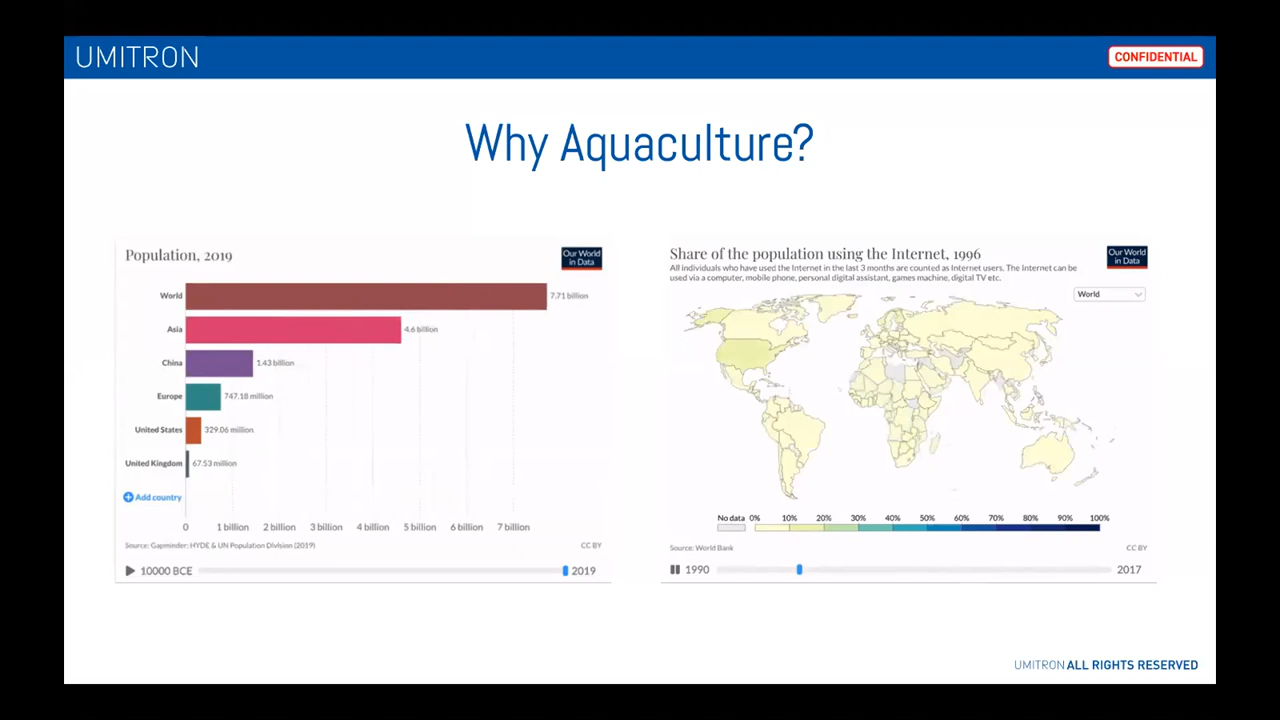 UMITRON
CONFIDENTIAL
Why Aquaculture?
Population, 2019
Our World
in Data
World
7.71 billion
Asia
4.6 billion
China
1.43 billion
Europe
747.18 million
United States
329.06 million
United Kingdom
67.53 million
Add country
0 1 billion 2 billion 3 billion 4 billion 5 billion 6 billion 7 billion
Source: Gapminder; HYDE & UN Population Division (2019)
CC BY
10000 BCE
2019
Share of the population using the Internet, 1996
Our World
in Data
All individuals who have used the Internet in the last 3 months are counted as Internet users. The Internet can be
used via a computer, mobile phone, personal digital assistant, games machine, digital TV etc.
World
No data 0% 10% 20% 30% 40% 50% 60% 70% 80% 90% 100%
Source: World Bank
CC BY
1990
2017
UMITRON ALL RIGHTS RESERVED